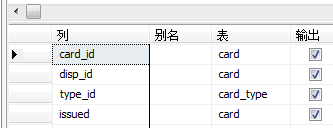 列 别名 表 输出
card_id card
disp_id card
type_id card_type
issued card